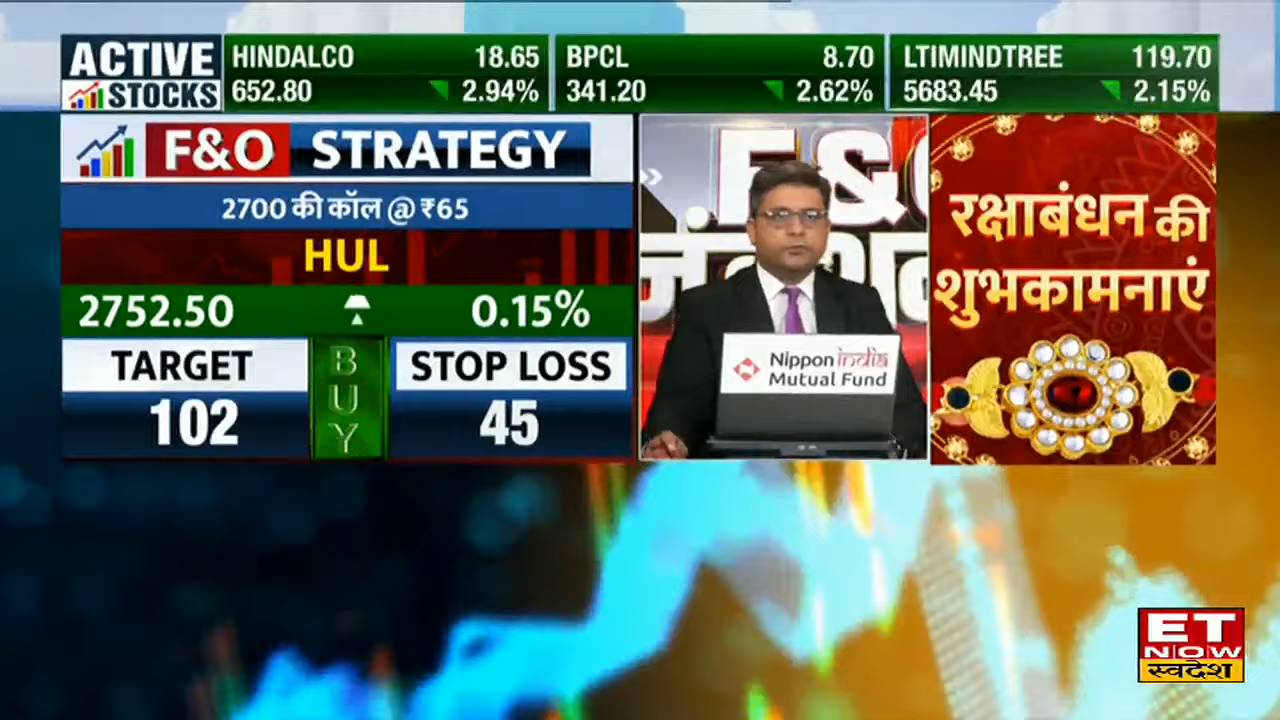 ACTIVE
STOCKS
HINDALCO 18.65
652.80 2.94%
BPCL 8.70
341.20 2.62%
LTIMINDTREE 119.70
5683.45 2.15%
F&O STRATEGY
2700 की कॉल @ ₹65
HUL
2752.50 0.15%
TARGET
102
BUY
STOP LOSS
45
F&
Nippon india
Mutual Fund
रक्षाबंधन की
शुभकामनाएं
ET
NOW
स्वदेश